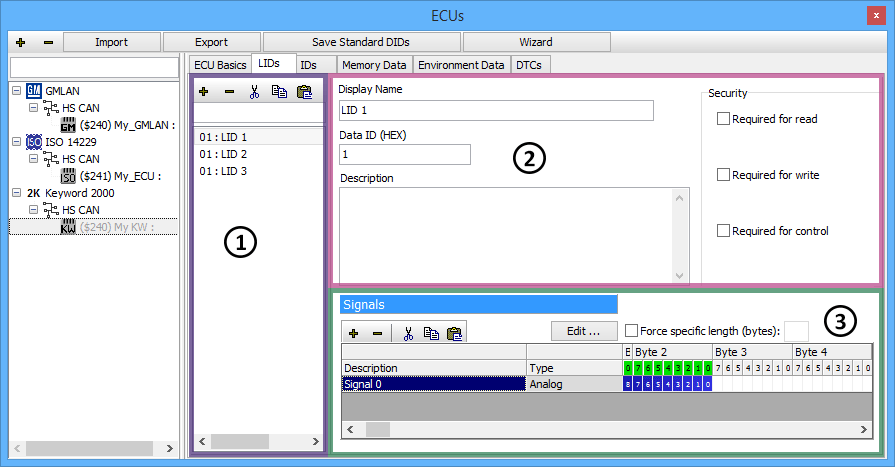 ECUs
x
+ − Import Export Save Standard DIDs Wizard
ECU Basics LIDs IDs Memory Data Environment Data DTCs
GM GMLAN
HS CAN
GM ($240) My_GMLAN :
ISO ISO 14229
HS CAN
ISO ($241) My_ECU :
2K Keyword 2000
HS CAN
KW ($240) My KW :
01 : LID 1
01 : LID 2
01 : LID 3
1
Display Name
LID 1
Data ID (HEX)
1
2
Description
Security
Required for read
Required for write
Required for control
Signals
Edit ... Force specific length (bytes):
3
E Byte 2 Byte 3 Byte 4
Description Type 0 7 6 5 4 3 2 1 0 7 6 5 4 3 2 1 0 7 6 5 4 3 2 1 0
Signal 0 Analog 8 7 6 5 4 3 2 1 0